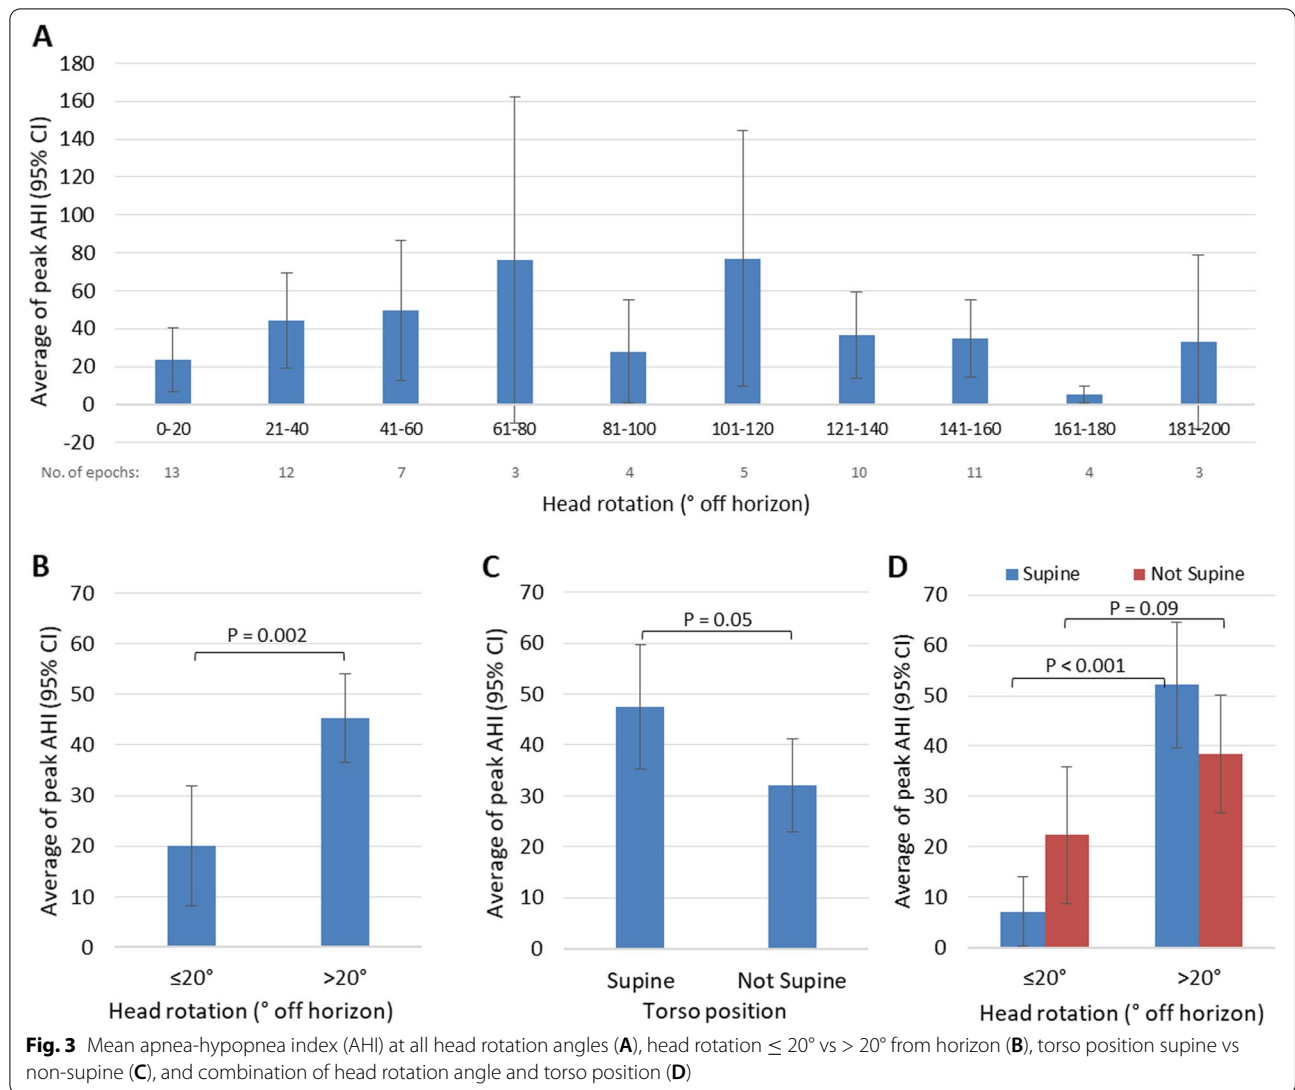 A
Average of peak AHI (95% CI)
180
160
140
120
100
80
60
40
20
0
-20
0-20 21-40 41-60 61-80 81-100 101-120 121-140 141-160 161-180 181-200
No. of epochs: 13 12 7 3 4 5 10 11 4 3
Head rotation (° off horizon)
B
Average of peak AHI (95% CI)
70
60
50
40
30
20
10
0
P = 0.002
≤20° >20°
Head rotation (° off horizon)
C
Average of peak AHI (95% CI)
70
60
50
40
30
20
10
0
P = 0.05
Supine Not Supine
Torso position
D
Supine Not Supine
Average of peak AHI (95% CI)
70
60
50
40
30
20
10
0
P = 0.09
P < 0.001
≤20° >20°
Head rotation (° off horizon)
Fig. 3 Mean apnea-hypopnea index (AHI) at all head rotation angles (A), head rotation ≤ 20° vs > 20° from horizon (B), torso position supine vs
non-supine (C), and combination of head rotation angle and torso position (D)